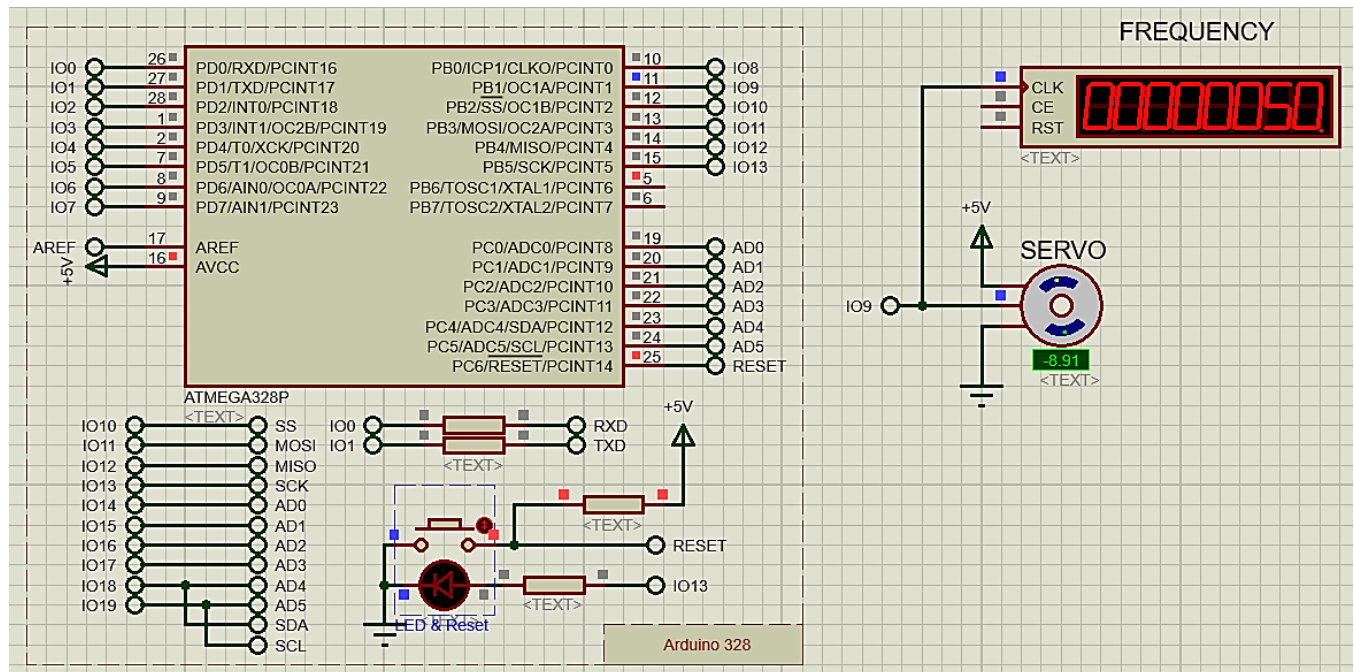 FREQUENCY
IO0 26 PD0/RXD/PCINT16 PB0/ICP1/CLKO/PCINT0 10 IO8
IO1 27 PD1/TXD/PCINT17 PB1/OC1A/PCINT1 11 IO9
IO2 28 PD2/INT0/PCINT18 PB2/SS/OC1B/PCINT2 12 IO10
IO3 1 PD3/INT1/OC2B/PCINT19 PB3/MOSI/OC2A/PCINT3 13 IO11
IO4 2 PD4/T0/XCK/PCINT20 PB4/MISO/PCINT4 14 IO12
IO5 7 PD5/T1/OC0B/PCINT21 PB5/SCK/PCINT5 15 IO13
IO6 8 PD6/AIN0/OC0A/PCINT22 PB6/TOSC1/XTAL1/PCINT6 5
IO7 9 PD7/AIN1/PCINT23 PB7/TOSC2/XTAL2/PCINT7 6
AREF 17 AREF PC0/ADC0/PCINT8 19 AD0
+5V 16 AVCC PC1/ADC1/PCINT9 20 AD1
PC2/ADC2/PCINT10 21 AD2
PC3/ADC3/PCINT11 22 AD3
PC4/ADC4/SDA/PCINT12 23 AD4
PC5/ADC5/SCL/PCINT13 24 AD5
PC6/RESET/PCINT14 25 RESET
ATMEGA328P
<TEXT>
CLK
CE
RST
00000050.
<TEXT>
+5V
SERVO
IO9
-8.91
<TEXT>
IO10 SS
IO11 MOSI
IO12 MISO
IO13 SCK
IO14 AD0
IO15 AD1
IO16 AD2
IO17 AD3
IO18 AD4
IO19 AD5
SDA
SCL
IO0 RXD
IO1 TXD
<TEXT>
+5V
<TEXT>
RESET
IO13
<TEXT>
<TEXT>
LED & Reset
Arduino 328